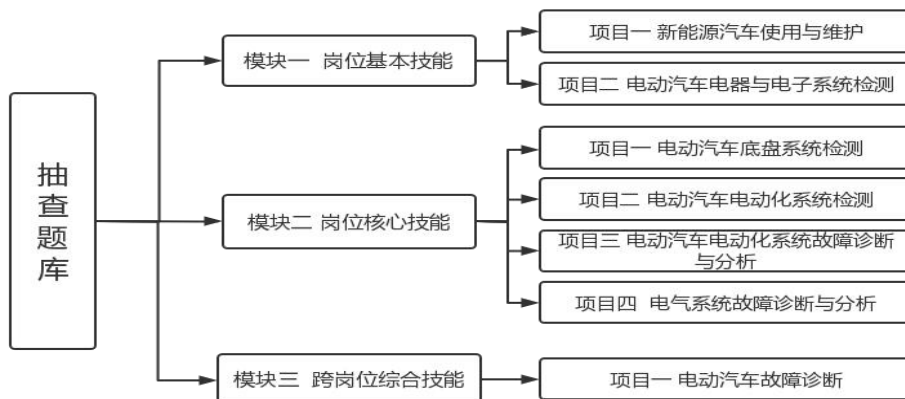 抽查题库
模块一 岗位基本技能
项目一 新能源汽车使用与维护
项目二 电动汽车电器与电子系统检测
模块二 岗位核心技能
项目一 电动汽车底盘系统检测
项目二 电动汽车电动化系统检测
项目三 电动汽车电动化系统故障诊断
与分析
项目四 电气系统故障诊断与分析
模块三 跨岗位综合技能
项目一 电动汽车故障诊断